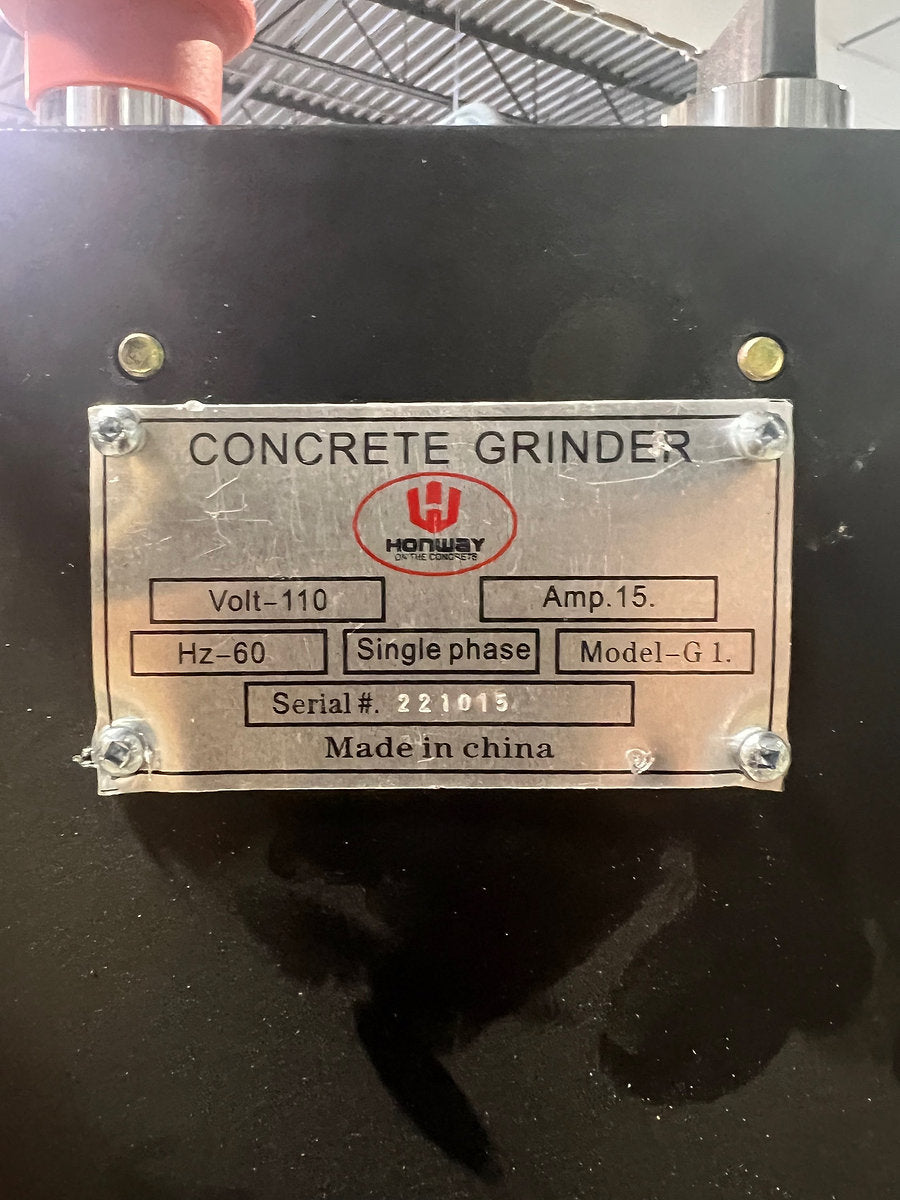 CONCRETE GRINDER
HONWAY
ON THE CONCRETS
Volt-110 Amp.15.
Hz-60 Single phase Model-G1.
Serial #. 221015
Made in china